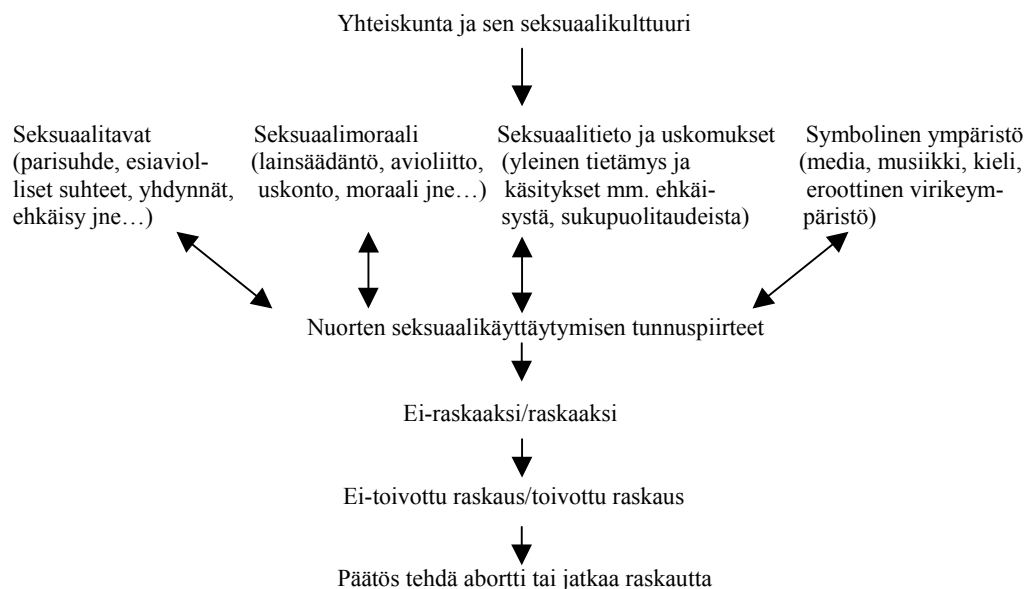 Yhteiskunta ja sen seksuaalikulttuuri
Seksuaalitavat
(parisuhde, esiaviol-
lliset suhteet, yhdynnät,
ehkäisy jne…)
Seksuaalimoraali
(lainsäädäntö, avioliitto,
uskonto, moraali jne…)
Seksuaalitieto ja uskomukset
(yleinen tietämys ja
käsitykset mm. ehkäi-
systä, sukupuolitaudeista)
Symbolinen ympäristö
(media, musiikki, kieli,
eroottinen virikeym-
päristö)
Nuorten seksuaalikäyttäytymisen tunnuspiirteet
Ei-raskaaksi/raskaaksi
Ei-toivottu raskaus/toivottu raskaus
Päätös tehdä abortti tai jatkaa raskautta